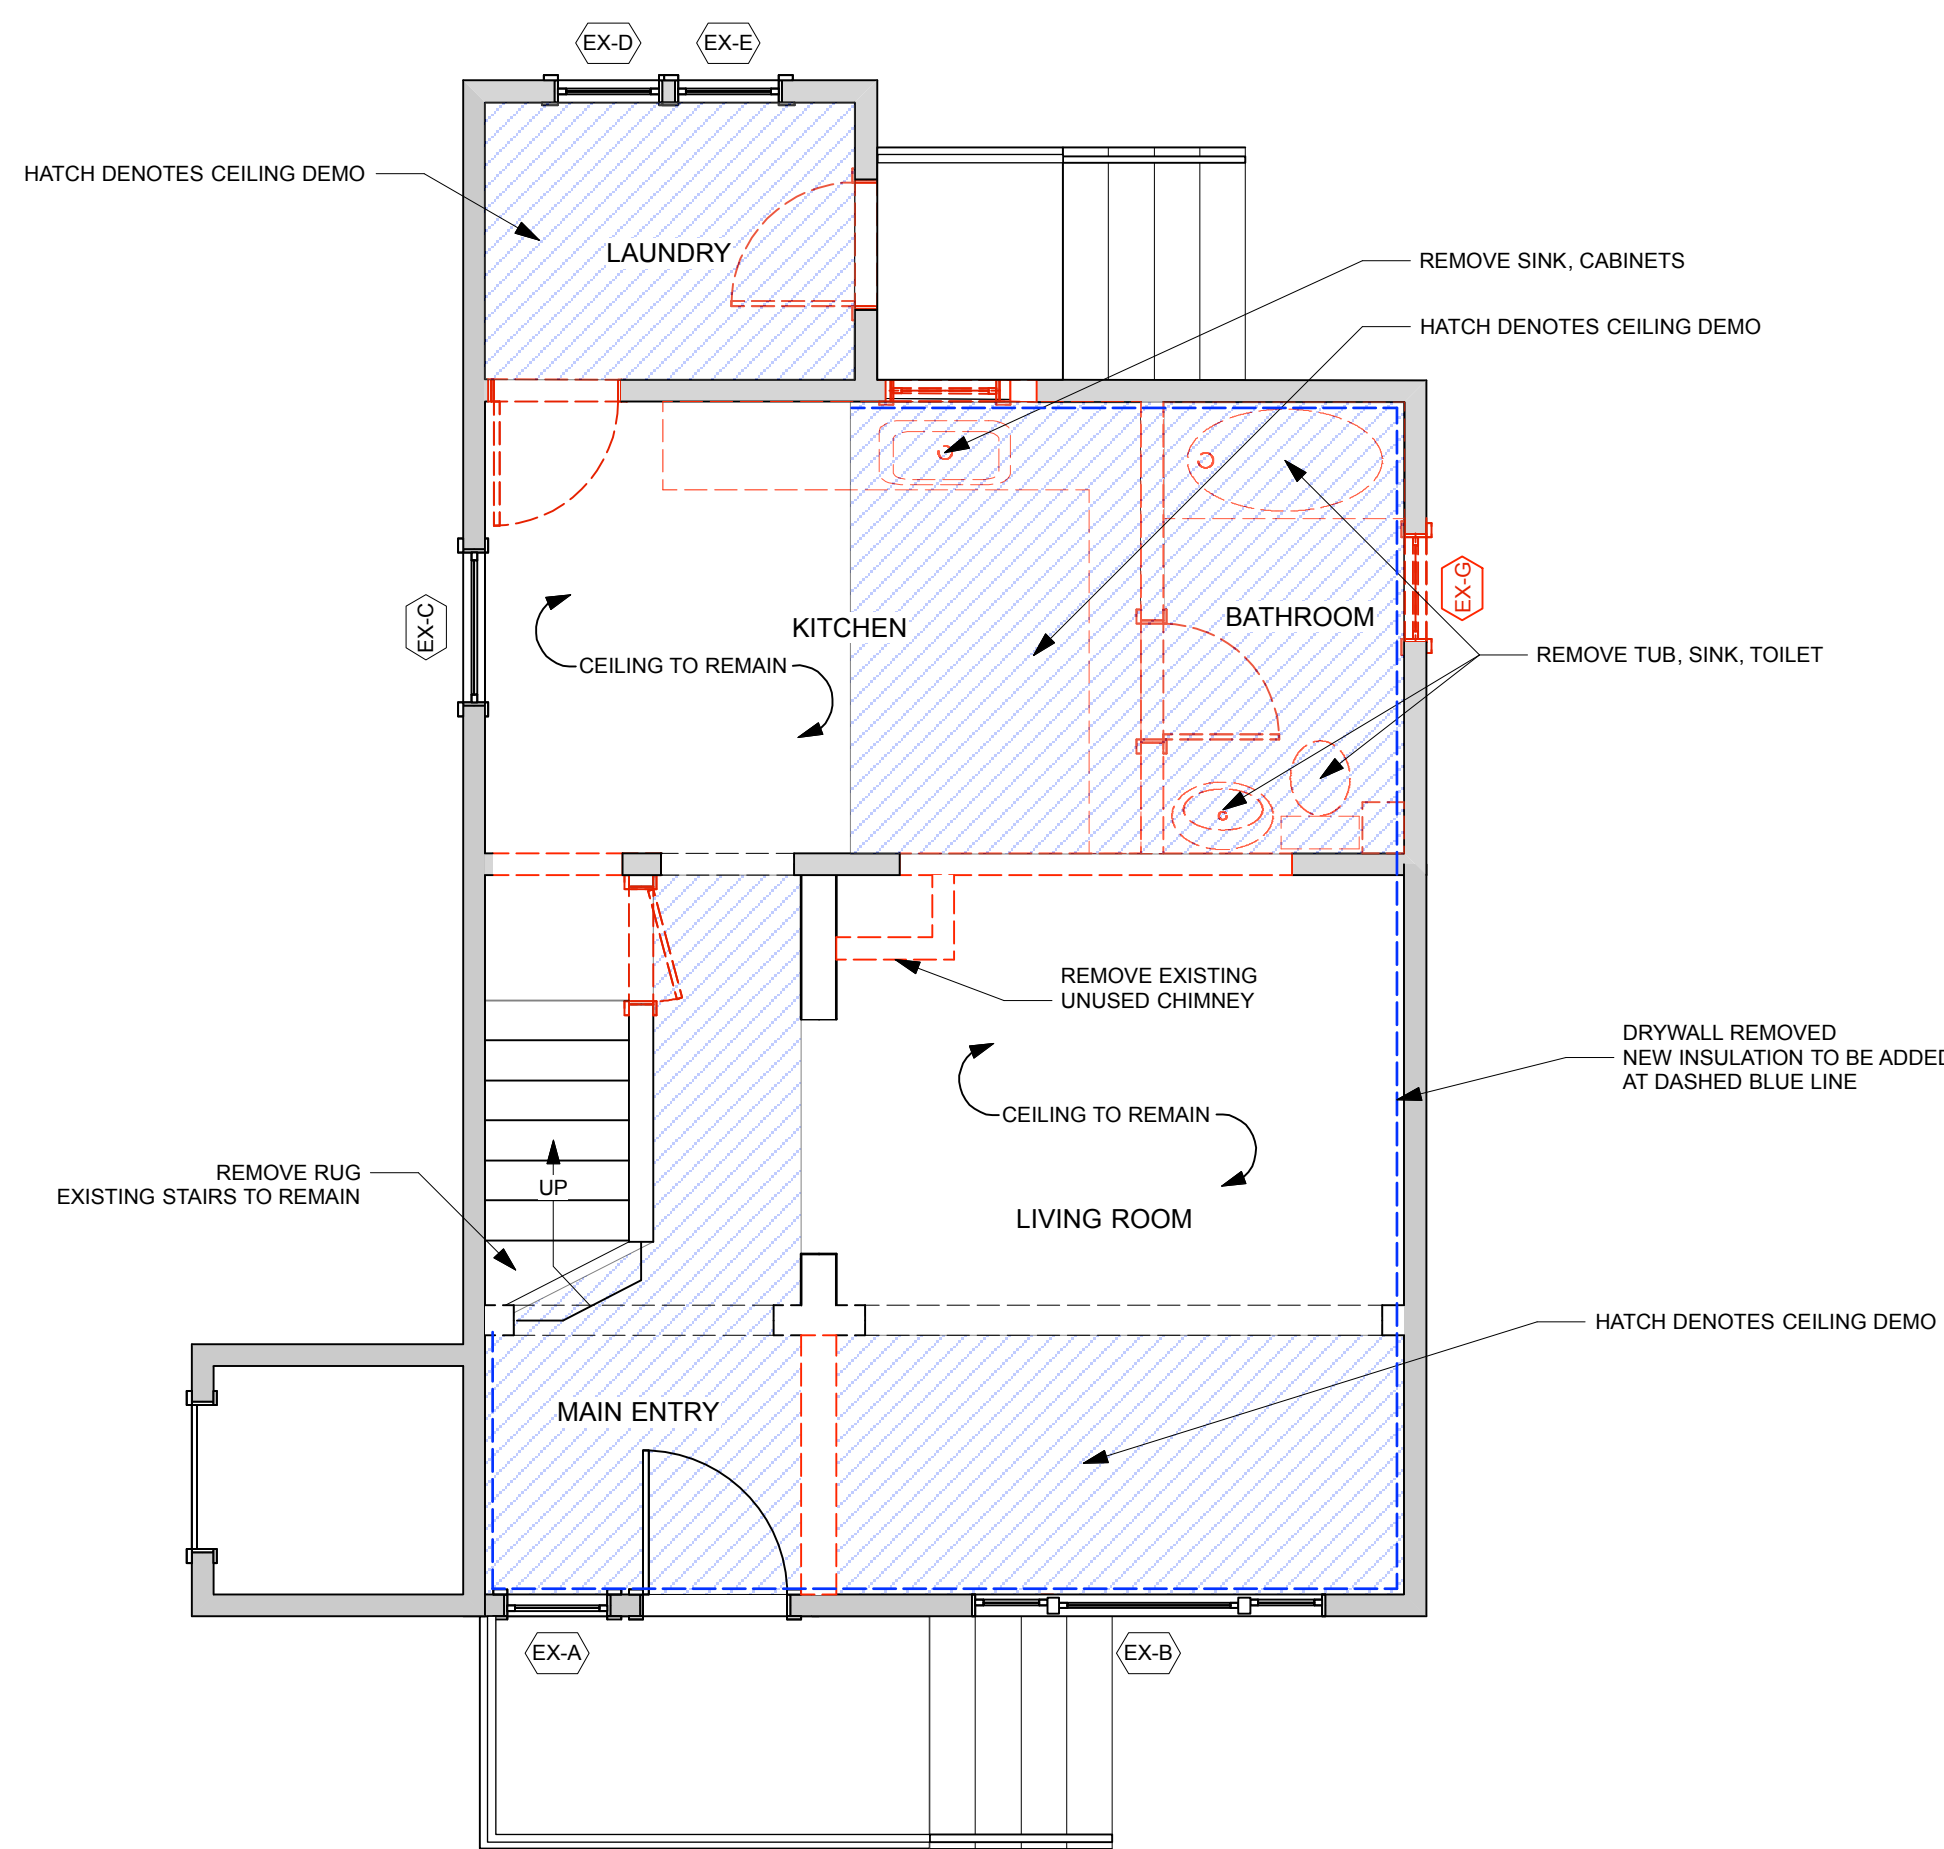 EX-D
EX-E
HATCH DENOTES CEILING DEMO
LAUNDRY
REMOVE SINK, CABINETS
HATCH DENOTES CEILING DEMO
EX-C
EX-G
KITCHEN
BATHROOM
CEILING TO REMAIN
REMOVE TUB, SINK, TOILET
REMOVE EXISTING
UNUSED CHIMNEY
DRYWALL REMOVED
NEW INSULATION TO BE ADDED
AT DASHED BLUE LINE
CEILING TO REMAIN
REMOVE RUG
EXISTING STAIRS TO REMAIN
UP
LIVING ROOM
HATCH DENOTES CEILING DEMO
MAIN ENTRY
EX-A
EX-B